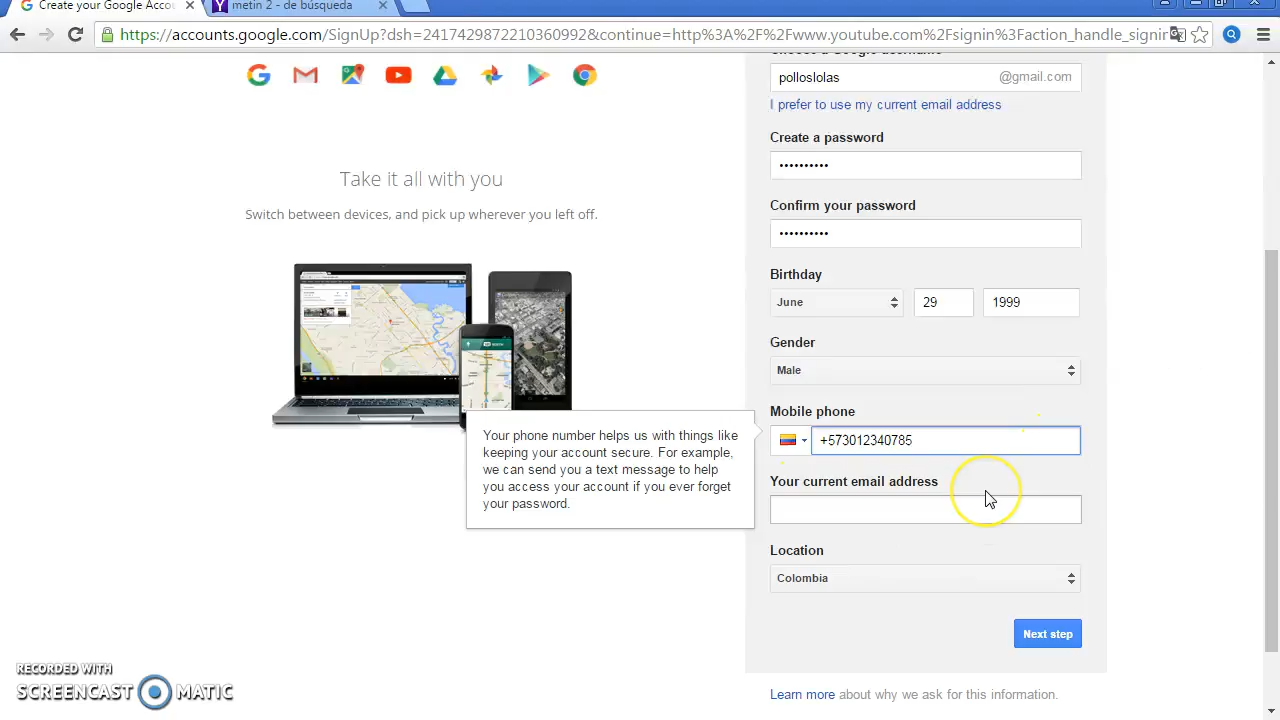 Create your Google Acco
metin 2 - de búsqueda
https://accounts.google.com/SignUp?dsh=2417429872210360992&continue=http%3A%2F%2Fwww.youtube.com%2Fsignin%3Faction_handle_signin
Choose a Google username
polloslolas
@gmail.com
I prefer to use my current email address
Create a password
••••••••••
Confirm your password
••••••••••
Take it all with you
Switch between devices, and pick up wherever you left off.
Birthday
June
29
1999
Gender
Male
Mobile phone
+573012340785
Your phone number helps us with things like
keeping your account secure. For example,
we can send you a text message to help
you access your account if you ever forget
your password.
Your current email address
Location
Colombia
Next step
Learn more about why we ask for this information.
RECORDED WITH
SCREENCAST MATIC